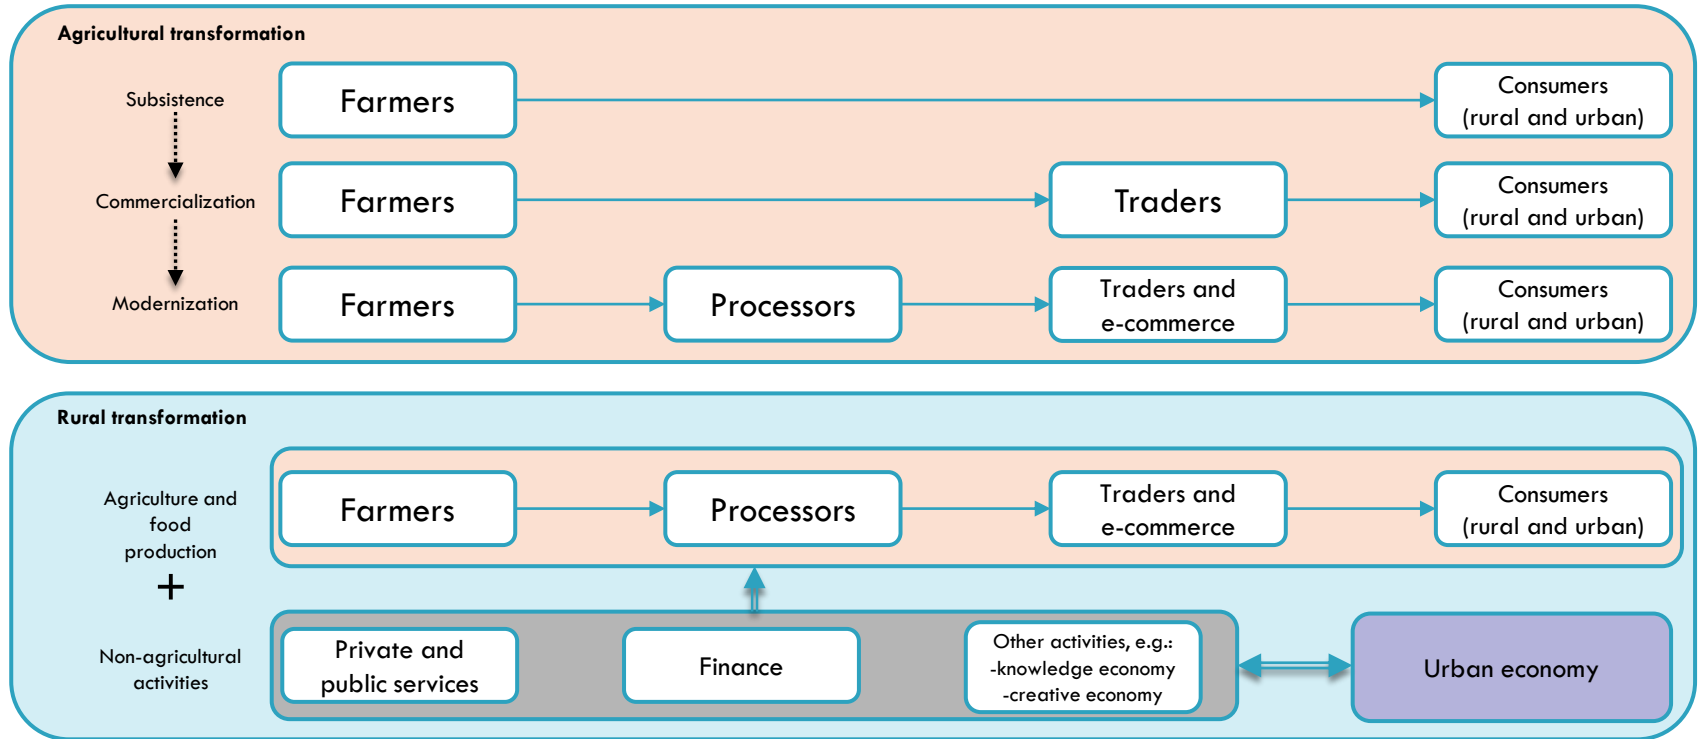 Agricultural transformation
Subsistence
Farmers
Consumers
(rural and urban)
Commercialization
Farmers
Traders
Consumers
(rural and urban)
Modernization
Farmers
Processors
Traders and
e-commerce
Consumers
(rural and urban)
Rural transformation
Agriculture and
food
production
Farmers
Processors
Traders and
e-commerce
Consumers
(rural and urban)
+
Non-agricultural
activities
Private and
public services
Finance
Other activities, e.g.:
-knowledge economy
-creative economy
Urban economy